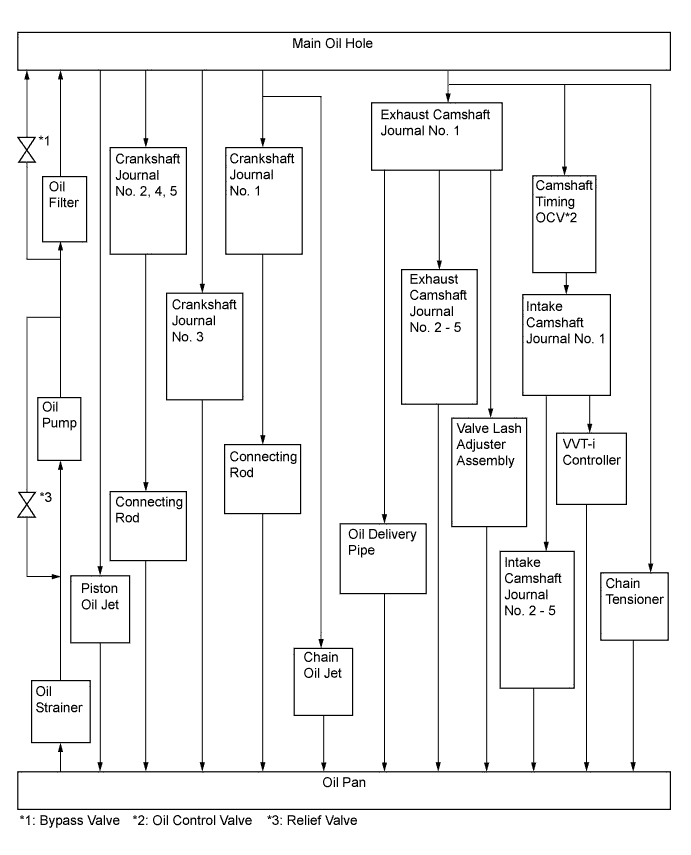 Main Oil Hole
*1
Oil
Filter
Crankshaft
Journal
No. 2, 4, 5
Crankshaft
Journal
No. 1
Exhaust Camshaft
Journal No. 1
Camshaft
Timing
OCV*2
Crankshaft
Journal
No. 3
Exhaust
Camshaft
Journal
No. 2 - 5
Intake
Camshaft
Journal No. 1
Oil
Pump
*3
Connecting
Rod
Connecting
Rod
Valve Lash
Adjuster
Assembly
VVT-i
Controller
Oil Delivery
Pipe
Intake
Camshaft
Journal
No. 2 - 5
Piston
Oil Jet
Chain
Tensioner
Oil
Strainer
Chain
Oil Jet
Oil Pan
*1: Bypass Valve *2: Oil Control Valve *3: Relief Valve